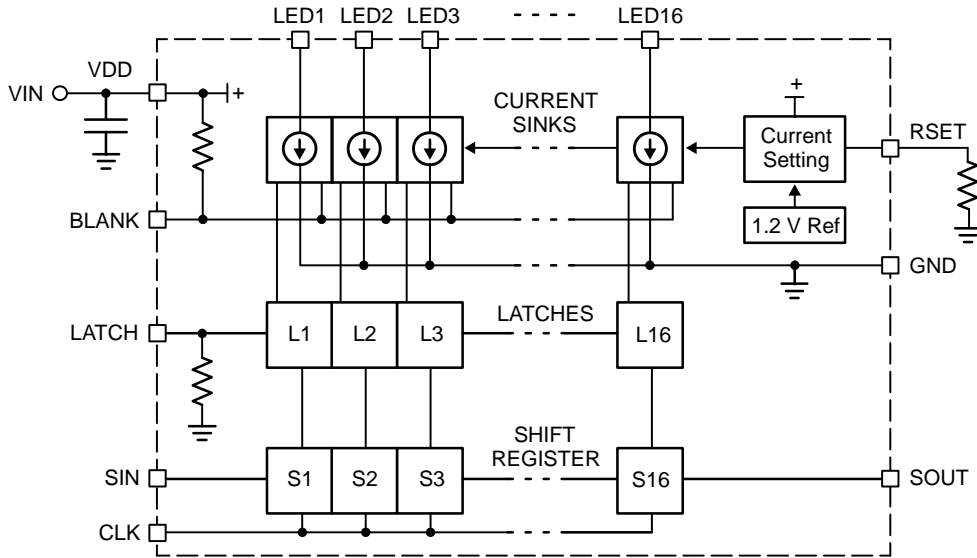 LED1 LED2 LED3 LED16
VDD
VIN
CURRENT
SINKS
Current
Setting
RSET
BLANK
1.2 V Ref
GND
LATCH
L1 L2 L3
LATCHES
L16
SHIFT
REGISTER
SIN
S1 S2 S3
S16
SOUT
CLK